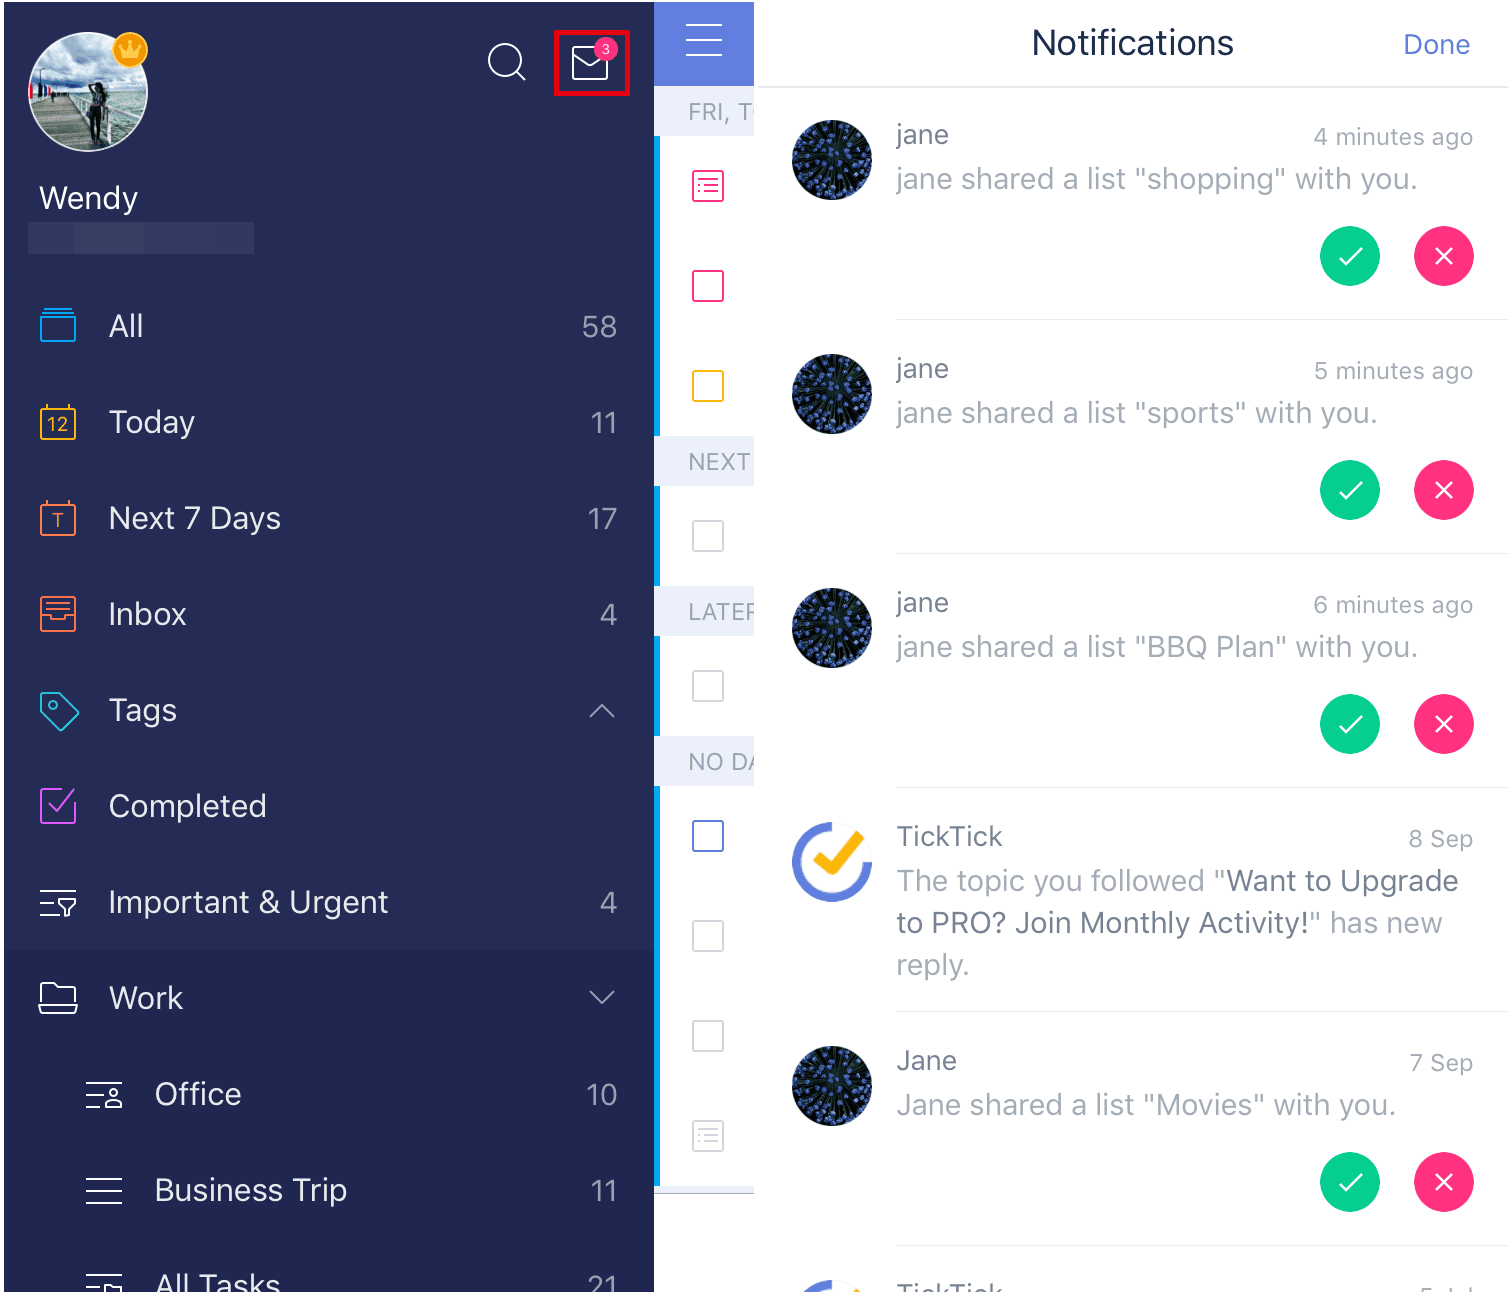 3
Wendy
All 58
12
Today 11
T
Next 7 Days 17
Inbox 4
Tags
Completed
Important & Urgent 4
Work
Office 10
Business Trip 11
All Tasks 21
FRI,
NEXT
LATER
NO
Notifications Done
jane 4 minutes ago
jane shared a list "shopping" with you.
jane 5 minutes ago
jane shared a list "sports" with you.
jane 6 minutes ago
jane shared a list "BBQ Plan" with you.
TickTick 8 Sep
The topic you followed "Want to Upgrade
to PRO? Join Monthly Activity!" has new
reply.
Jane 7 Sep
Jane shared a list "Movies" with you.
TickTick